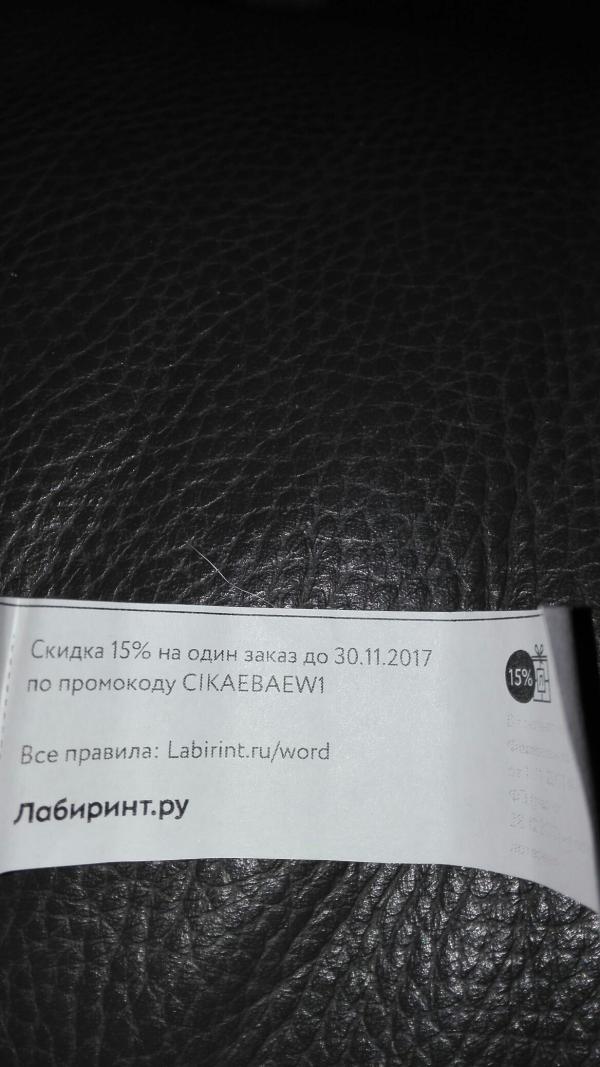 Скидка 15% на один заказ до 30.11.2017
по промокоду CIKAEBAEW1
15%
Все правила: Labirint.ru/word
Лабиринт.ру